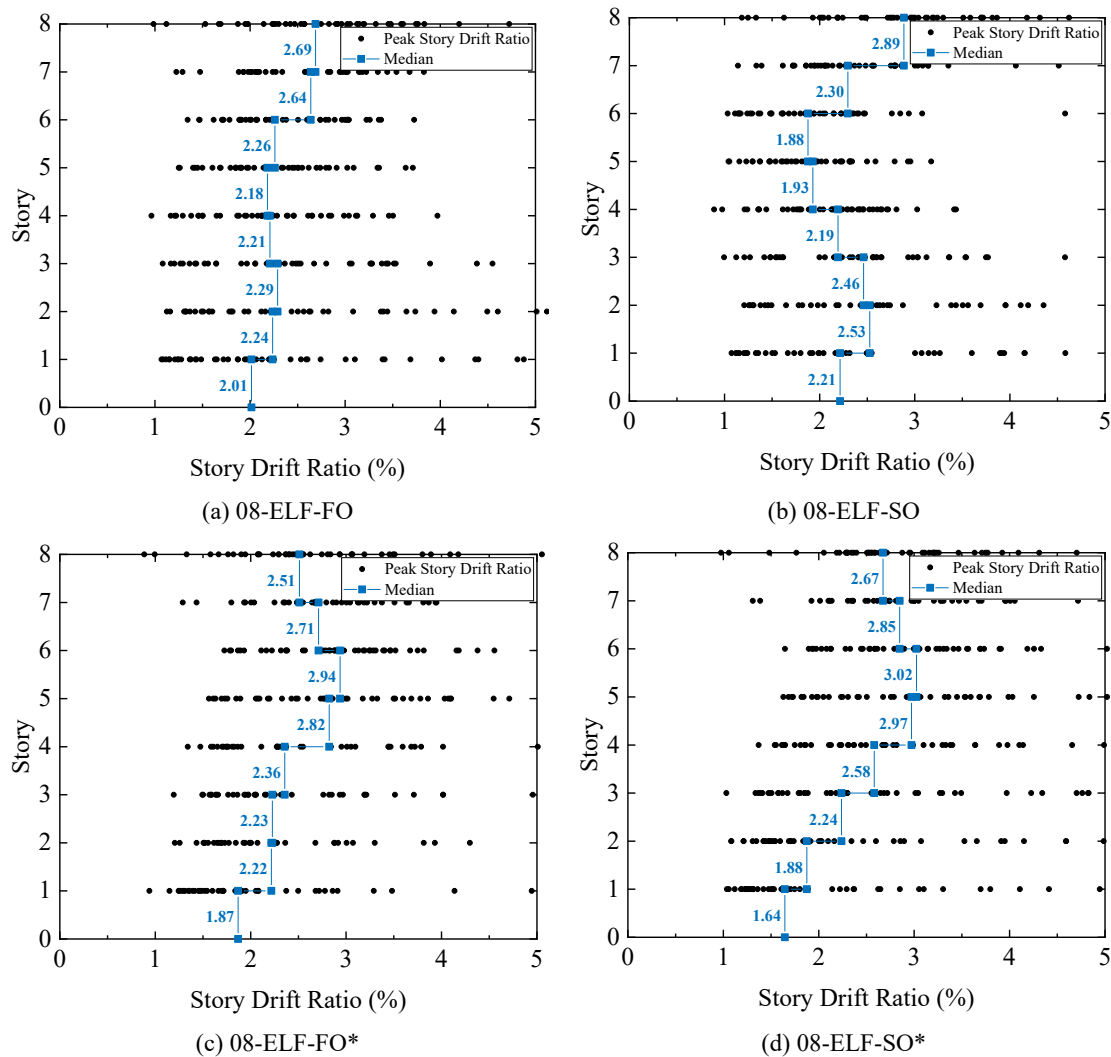 8
7
6
5
4
3
2
1
0
Story
Peak Story Drift Ratio
Median
2.69
2.64
2.26
2.18
2.21
2.29
2.24
2.01
0 1 2 3 4 5
Story Drift Ratio (%)
(a) 08-ELF-FO
8
7
6
5
4
3
2
1
0
Story
Peak Story Drift Ratio
Median
2.89
2.30
1.88
1.93
2.19
2.46
2.53
2.21
0 1 2 3 4 5
Story Drift Ratio (%)
(b) 08-ELF-SO
8
7
6
5
4
3
2
1
0
Story
Peak Story Drift Ratio
Median
2.51
2.71
2.94
2.82
2.36
2.23
2.22
1.87
0 1 2 3 4 5
Story Drift Ratio (%)
(c) 08-ELF-FO*
8
7
6
5
4
3
2
1
0
Story
Peak Story Drift Ratio
Median
2.67
2.85
3.02
2.97
2.58
2.24
1.88
1.64
0 1 2 3 4 5
Story Drift Ratio (%)
(d) 08-ELF-SO*